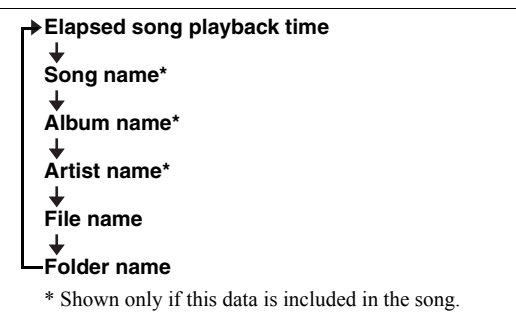 Elapsed song playback time
Song name*
Album name*
Artist name*
File name
Folder name
* Shown only if this data is included in the song.